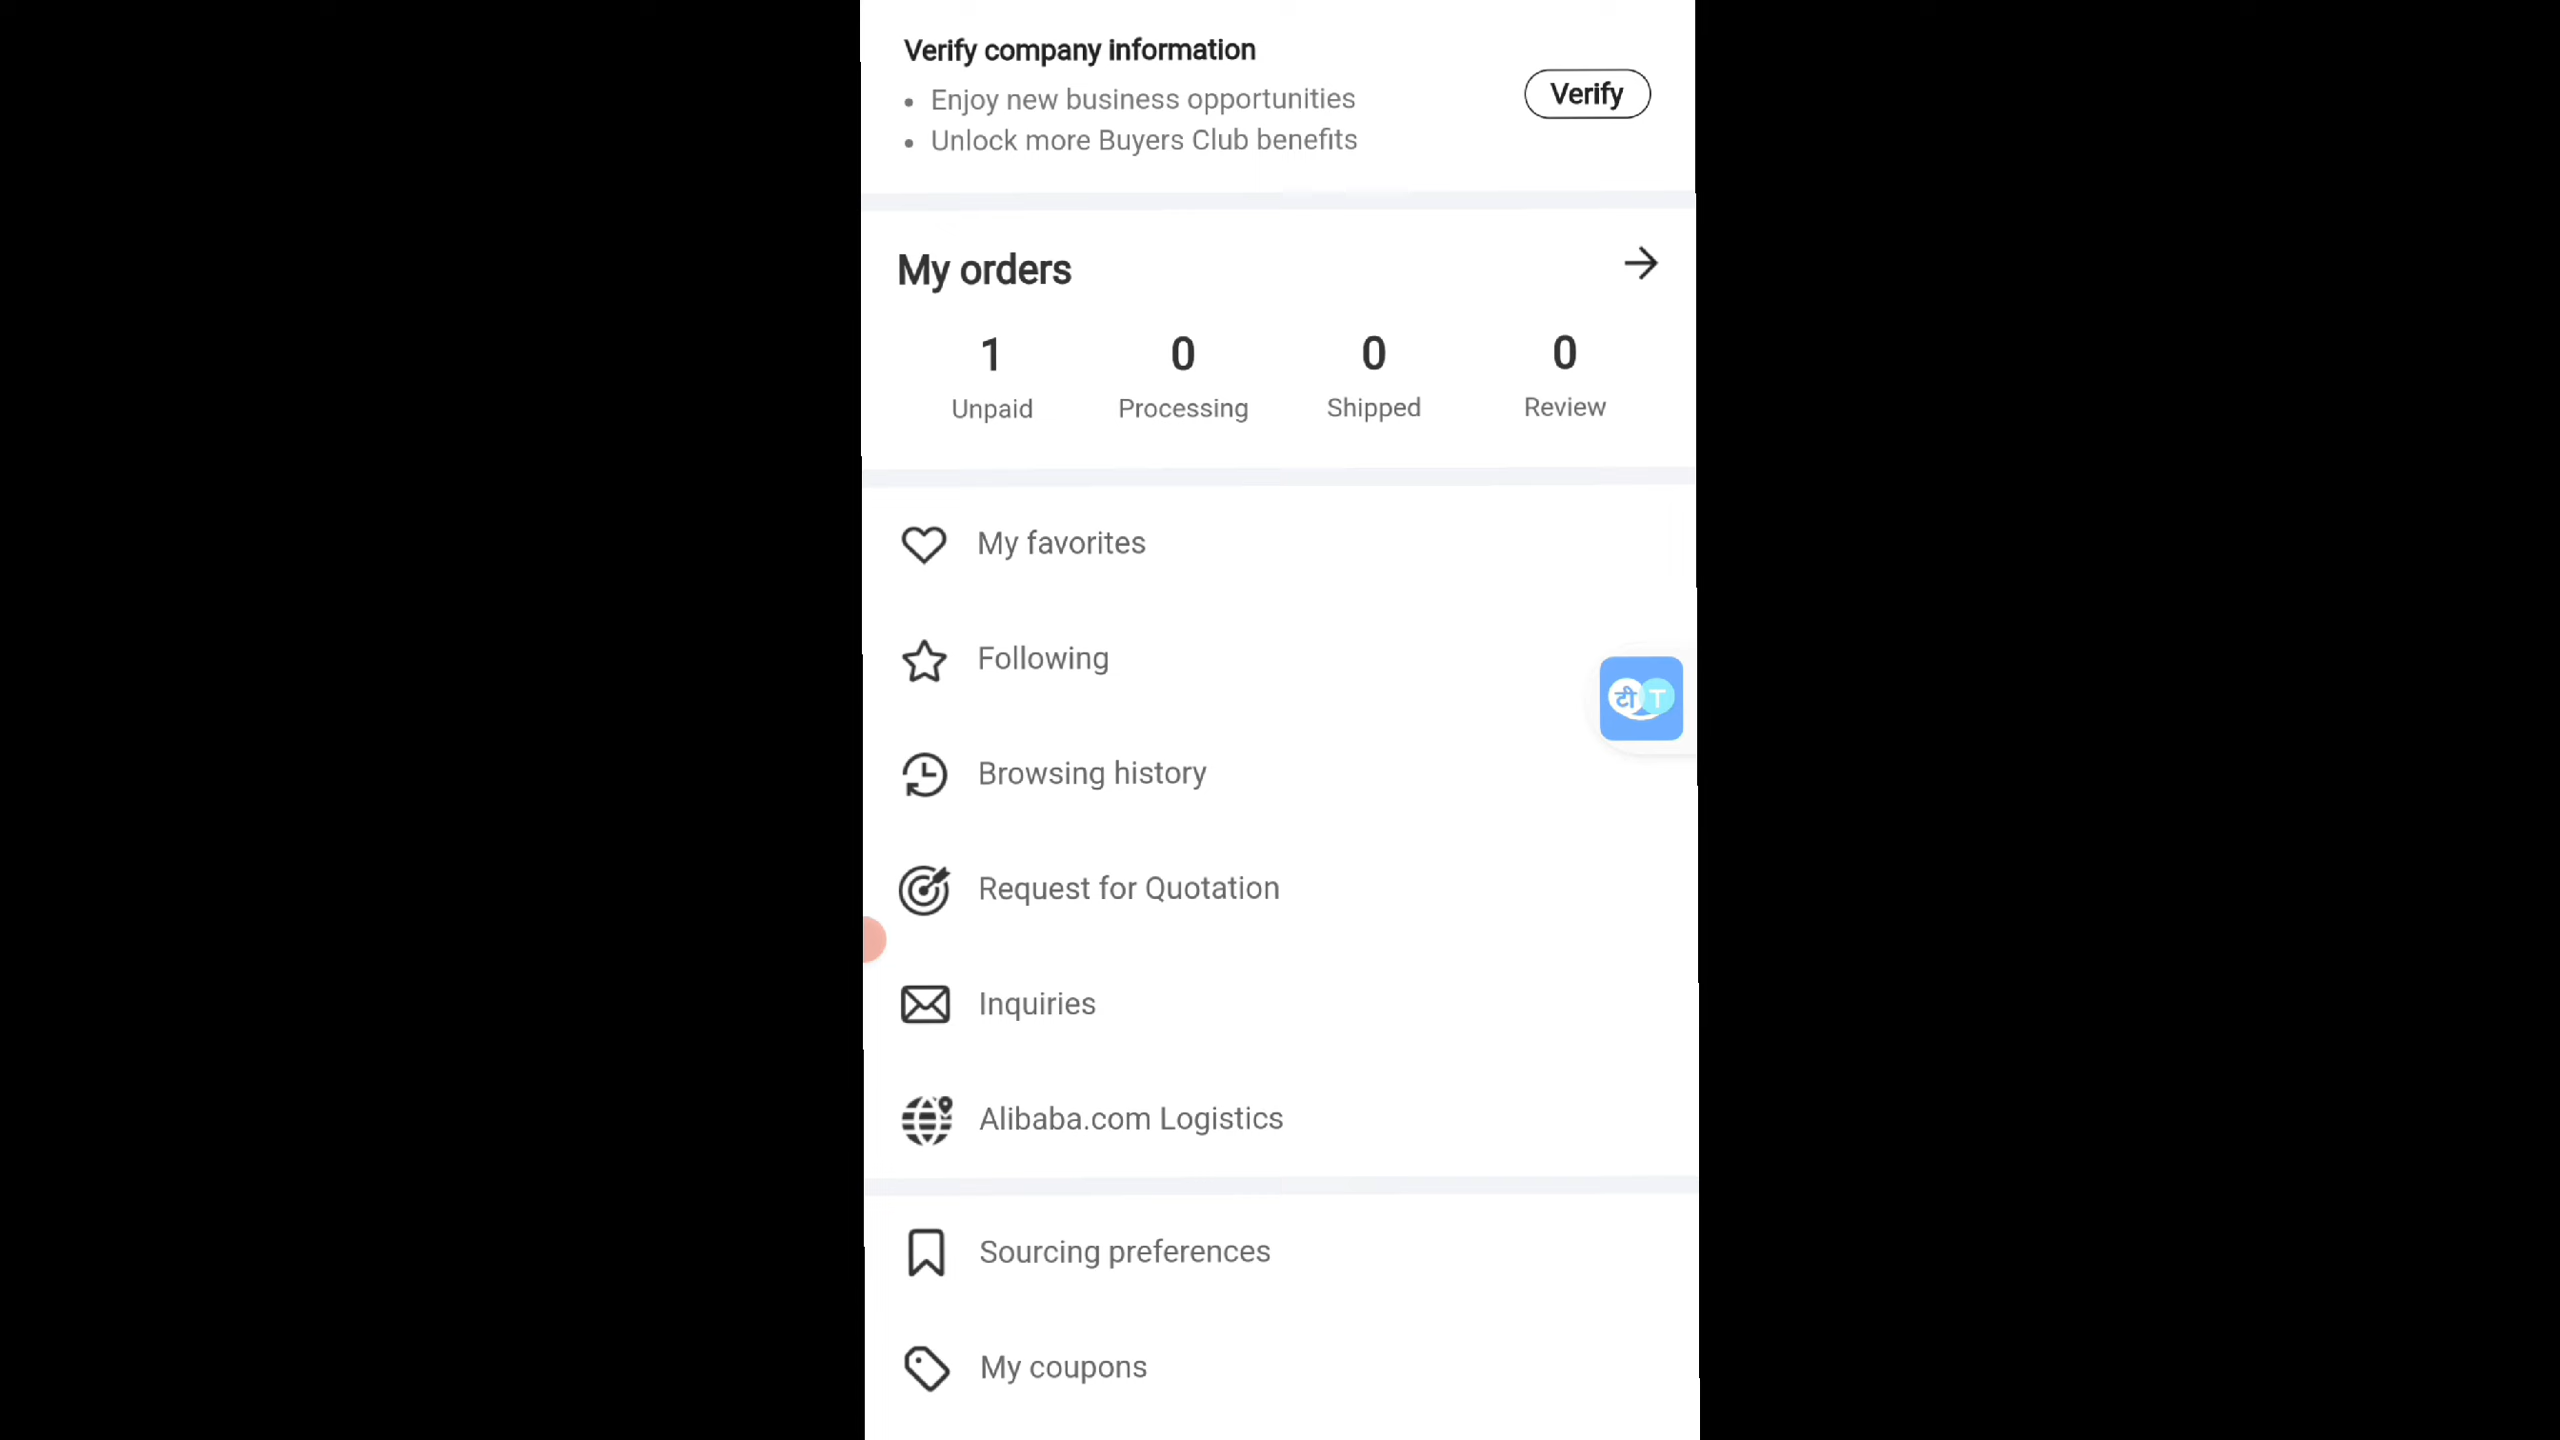 Verify company information
• Enjoy new business opportunities
• Unlock more Buyers Club benefits
Verify
My orders
1 0 0 0
Unpaid Processing Shipped Review
My favorites
Following
टी T
Browsing history
Request for Quotation
Inquiries
Alibaba.com Logistics
Sourcing preferences
My coupons